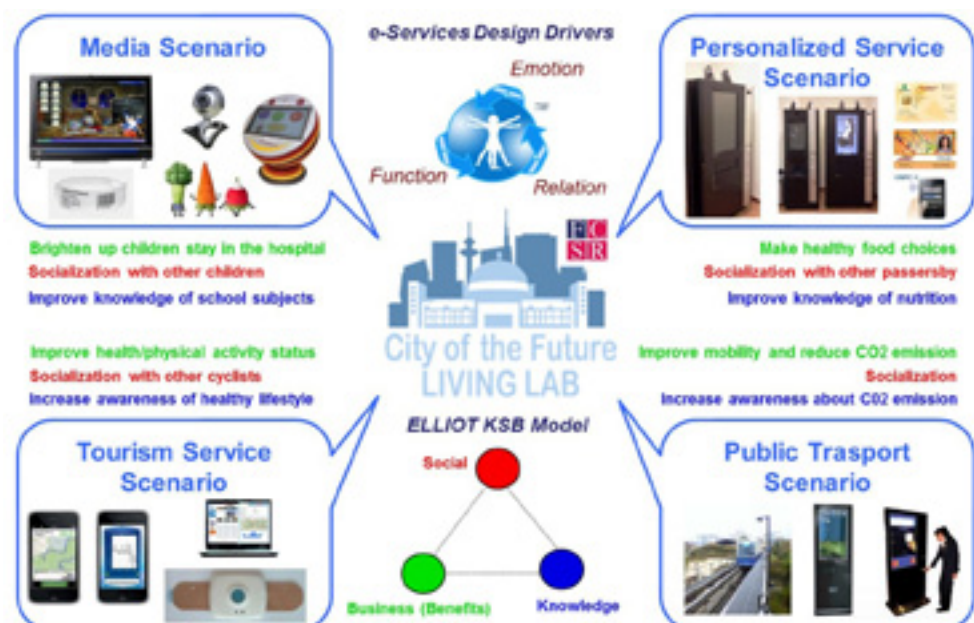 Media Scenario
e-Services Design Drivers
Emotion
Function
Relation
Personalized Service
Scenario
Brighten up children stay in the hospital
Socialization with other children
Improve knowledge of school subjects
FC
SR
Make healthy food choices
Socialization with other passersby
Improve knowledge of nutrition
City of the Future
LIVING LAB
Improve health/physical activity status
Socialization with other cyclists
Increase awareness of healthy lifestyle
Improve mobility and reduce CO2 emission
Socialization
Increase awareness about C02 emission
Tourism Service
Scenario
ELLIOT KSB Model
Social
Business (Benefits)
Knowledge
Public Trasport
Scenario